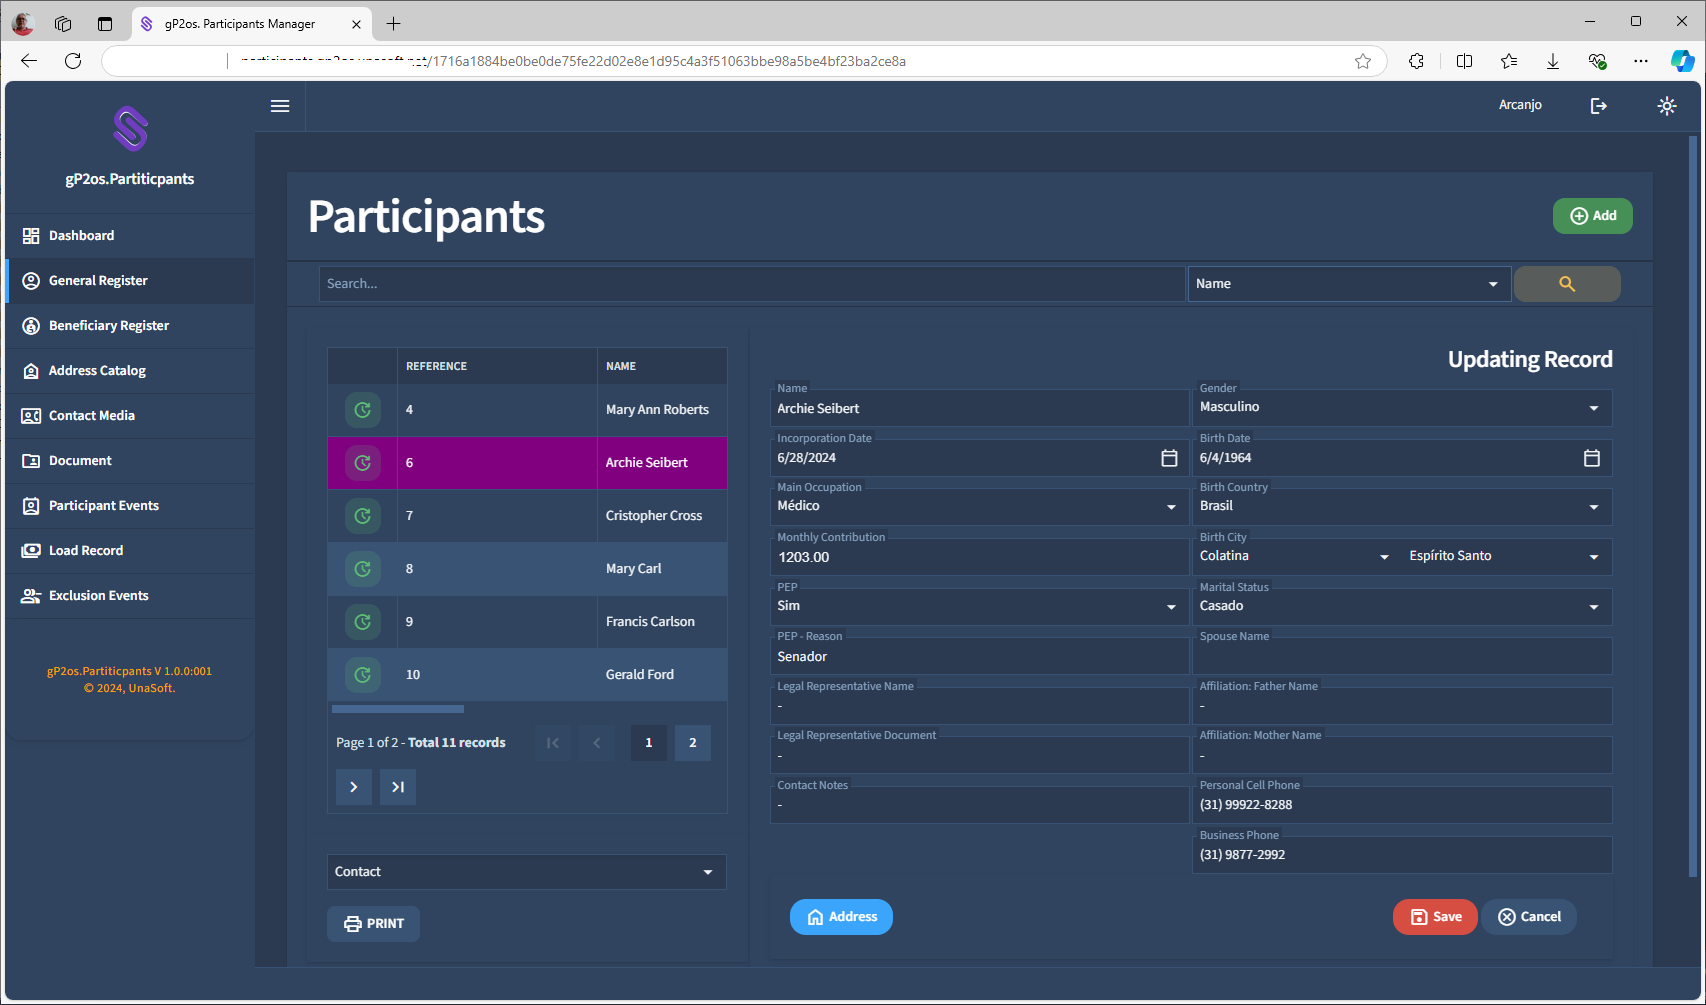 gP2os. Participants Manager
/1716a1884be0be0de75fe22d02e8e1d95c4a3f51063bbe98a5be4bf23ba2ce8a
Arcanjo
gP2os.Partiticpants
Dashboard
General Register
Beneficiary Register
Address Catalog
Contact Media
Document
Participant Events
Load Record
Exclusion Events
gP2os.Partiticpants V 1.0.0:001
© 2024, UnaSoft.
Participants
Add
Search...
Name
REFERENCE NAME
4 Mary Ann Roberts
6 Archie Seibert
7 Cristopher Cross
8 Mary Carl
9 Francis Carlson
10 Gerald Ford
Page 1 of 2 - Total 11 records
1
2
Contact
PRINT
Updating Record
Name
Archie Seibert
Gender
Masculino
Incorporation Date
6/28/2024
Birth Date
6/4/1964
Main Occupation
Médico
Birth Country
Brasil
Monthly Contribution
1203.00
Birth City
Colatina
Espírito Santo
PEP
Sim
Marital Status
Casado
PEP - Reason
Senador
Spouse Name
Legal Representative Name
-
Affiliation: Father Name
-
Legal Representative Document
-
Affiliation: Mother Name
-
Contact Notes
-
Personal Cell Phone
(31) 99922-8288
Business Phone
(31) 9877-2992
Address
Save
Cancel